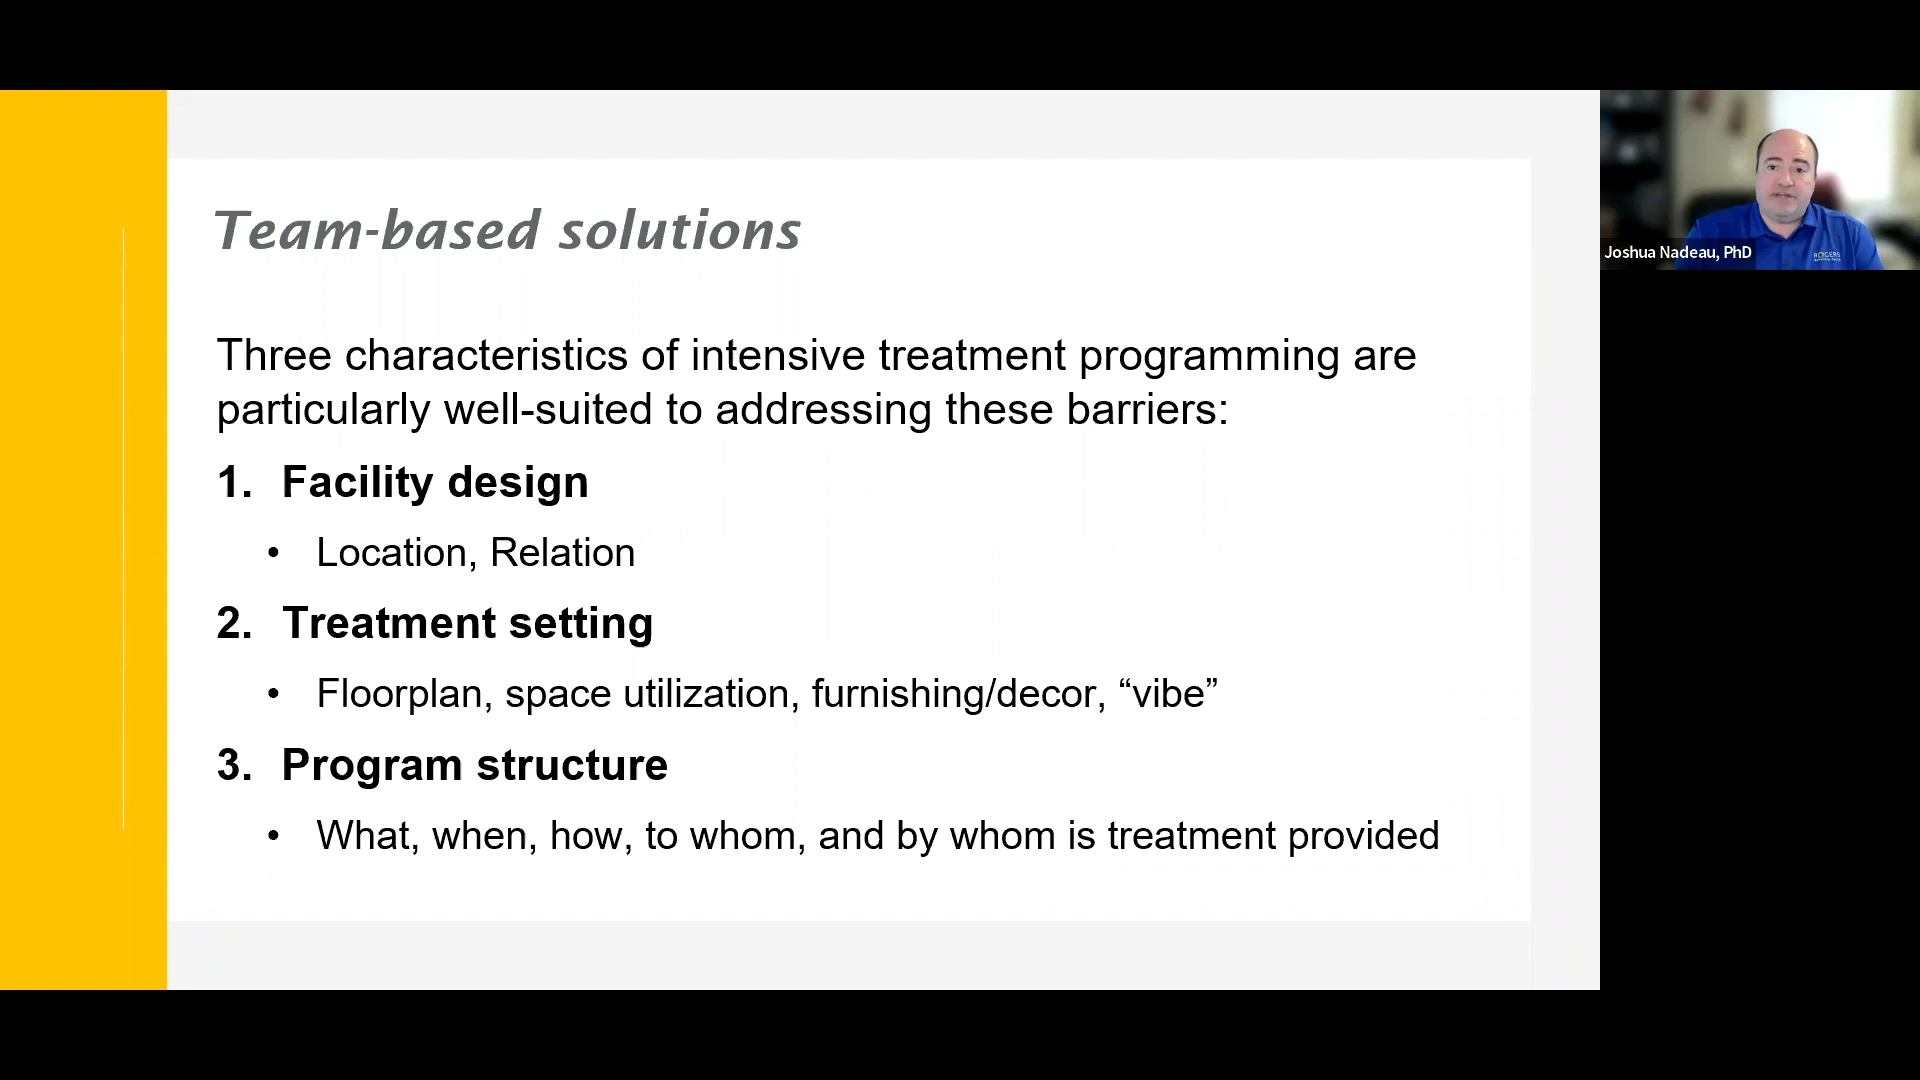 Team-based solutions
Three characteristics of intensive treatment programming are
particularly well-suited to addressing these barriers:
1. Facility design
• Location, Relation
2. Treatment setting
• Floorplan, space utilization, furnishing/decor, “vibe”
3. Program structure
• What, when, how, to whom, and by whom is treatment provided
Joshua Nadeau, PhD
ROGERS